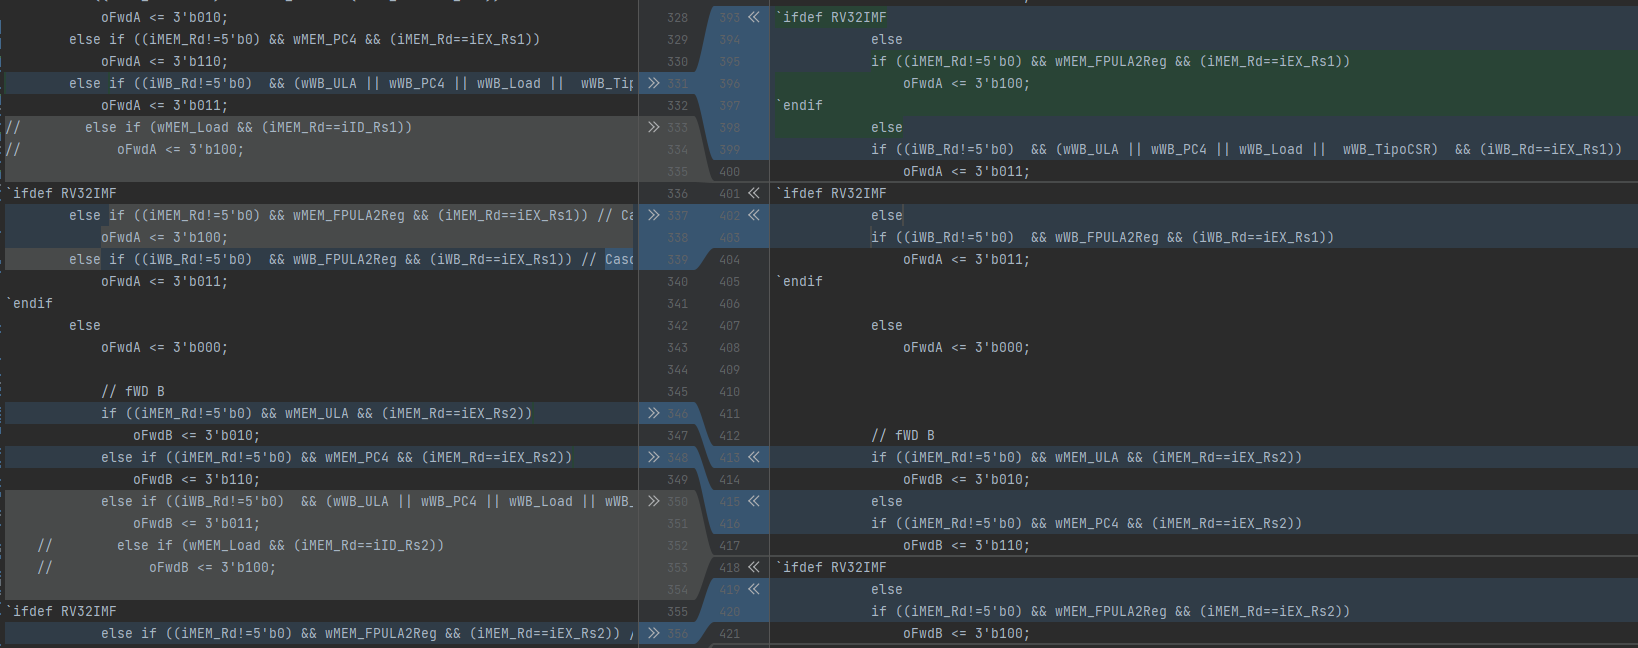 oFwdA <= 3'b010; 328
else if ((iMEM_Rd!=5'b0) && wMEM_PC4 && (iMEM_Rd==iEX_Rs1)) 329
oFwdA <= 3'b110; 330
else if ((iWB_Rd!=5'b0)  && (wWB_ULA || wWB_PC4 || wWB_Load ||  wWB_Tip 331
oFwdA <= 3'b011; 332
//        else if (wMEM_Load && (iMEM_Rd==iID_Rs1)) 333
//            oFwdA <= 3'b100; 334
335
`ifdef RV32IMF 336
else if ((iMEM_Rd!=5'b0) && wMEM_FPULA2Reg && (iMEM_Rd==iEX_Rs1)) // Ca 337
oFwdA <= 3'b100; 338
else if ((iWB_Rd!=5'b0)  && wWB_FPULA2Reg && (iWB_Rd==iEX_Rs1)) // Caso 339
oFwdA <= 3'b011; 340
`endif 341
else 342
oFwdA <= 3'b000; 343
344
// fWD B 345
if ((iMEM_Rd!=5'b0) && wMEM_ULA && (iMEM_Rd==iEX_Rs2)) 346
oFwdB <= 3'b010; 347
else if ((iMEM_Rd!=5'b0) && wMEM_PC4 && (iMEM_Rd==iEX_Rs2)) 348
oFwdB <= 3'b110; 349
else if ((iWB_Rd!=5'b0)  && (wWB_ULA || wWB_PC4 || wWB_Load || wWB_ 350
oFwdB <= 3'b011; 351
//        else if (wMEM_Load && (iMEM_Rd==iID_Rs2)) 352
//            oFwdB <= 3'b100; 353
354
`ifdef RV32IMF 355
else if ((iMEM_Rd!=5'b0) && wMEM_FPULA2Reg && (iMEM_Rd==iEX_Rs2)) / 356
393 `ifdef RV32IMF
394 else
395 if ((iMEM_Rd!=5'b0) && wMEM_FPULA2Reg && (iMEM_Rd==iEX_Rs1))
396 oFwdA <= 3'b100;
397 `endif
398 else
399 if ((iWB_Rd!=5'b0)  && (wWB_ULA || wWB_PC4 || wWB_Load ||  wWB_TipoCSR)  && (iWB_Rd==iEX_Rs1))
400 oFwdA <= 3'b011;
401 `ifdef RV32IMF
402 else
403 if ((iWB_Rd!=5'b0)  && wWB_FPULA2Reg && (iWB_Rd==iEX_Rs1))
404 oFwdA <= 3'b011;
405 `endif
406
407 else
408 oFwdA <= 3'b000;
409
410
411
412 // fWD B
413 if ((iMEM_Rd!=5'b0) && wMEM_ULA && (iMEM_Rd==iEX_Rs2))
414 oFwdB <= 3'b010;
415 else
416 if ((iMEM_Rd!=5'b0) && wMEM_PC4 && (iMEM_Rd==iEX_Rs2))
417 oFwdB <= 3'b110;
418 `ifdef RV32IMF
419 else
420 if ((iMEM_Rd!=5'b0) && wMEM_FPULA2Reg && (iMEM_Rd==iEX_Rs2))
421 oFwdB <= 3'b100;